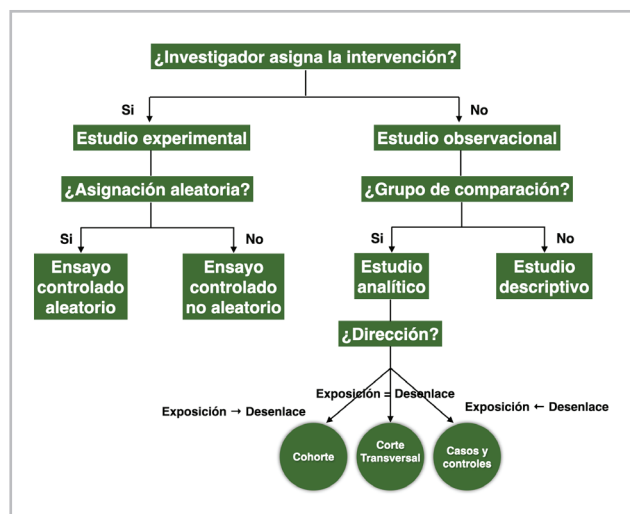 ¿Investigador asigna la intervención?
Si
No
Estudio experimental
Estudio observacional
¿Asignación aleatoria?
¿Grupo de comparación?
Si
No
Si
No
Ensayo
controlado
aleatorio
Ensayo
controlado
no aleatorio
Estudio
analítico
Estudio
descriptivo
¿Dirección?
Exposición = Desenlace
Exposición → Desenlace
Exposición ← Desenlace
Cohorte
Corte
Transversal
Casos y
controles